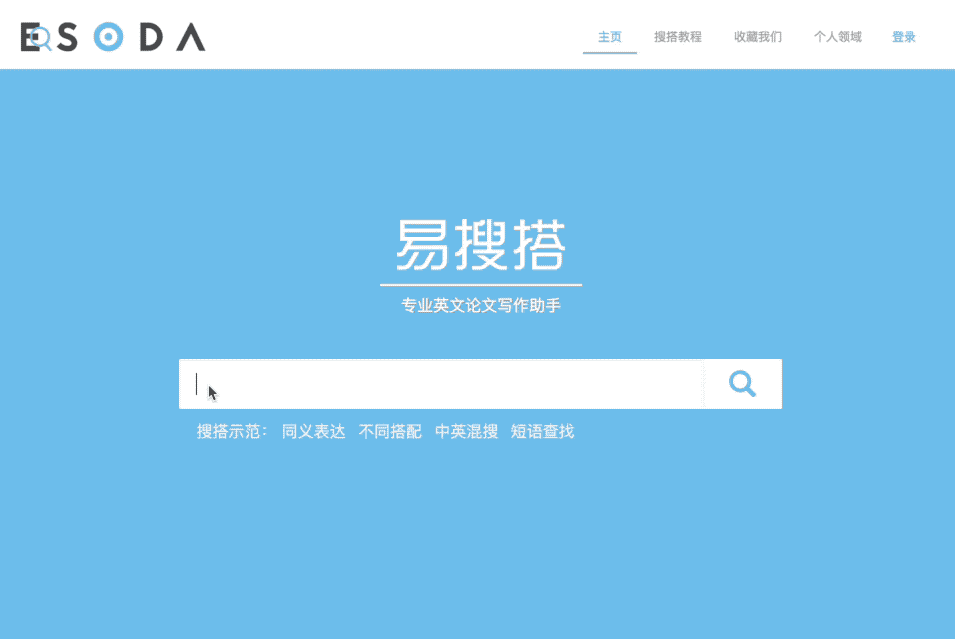 ESODA
主页 搜搭教程 收藏我们 个人领域 登录
易搜搭
专业英文论文写作助手
搜搭示范: 同义表达 不同搭配 中英混搜 短语查找